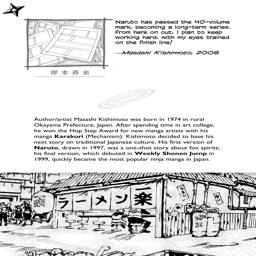 Naruto has passed the 40-volume
mark, becoming a long-running series.
From here on out, I plan to keep
working hard, with my eyes trained
on the finish line!
—Masashi Kishimoto, 2008
岸本斉史
Author/artist Masashi Kishimoto was born in 1974 in rural
Okayama Prefecture, Japan. After spending time in art college,
he won the Hop Step Award for new manga artists with his
manga Karakuri (Mechanism). Kishimoto decided to base his
next story on traditional Japanese culture. His first version of
Naruto, drawn in 1997, was a one-shot story about fox spirits;
his final version, which debuted in Weekly Shonen Jump in
1999, quickly became the most popular ninja manga in Japan.
ラーメン一楽